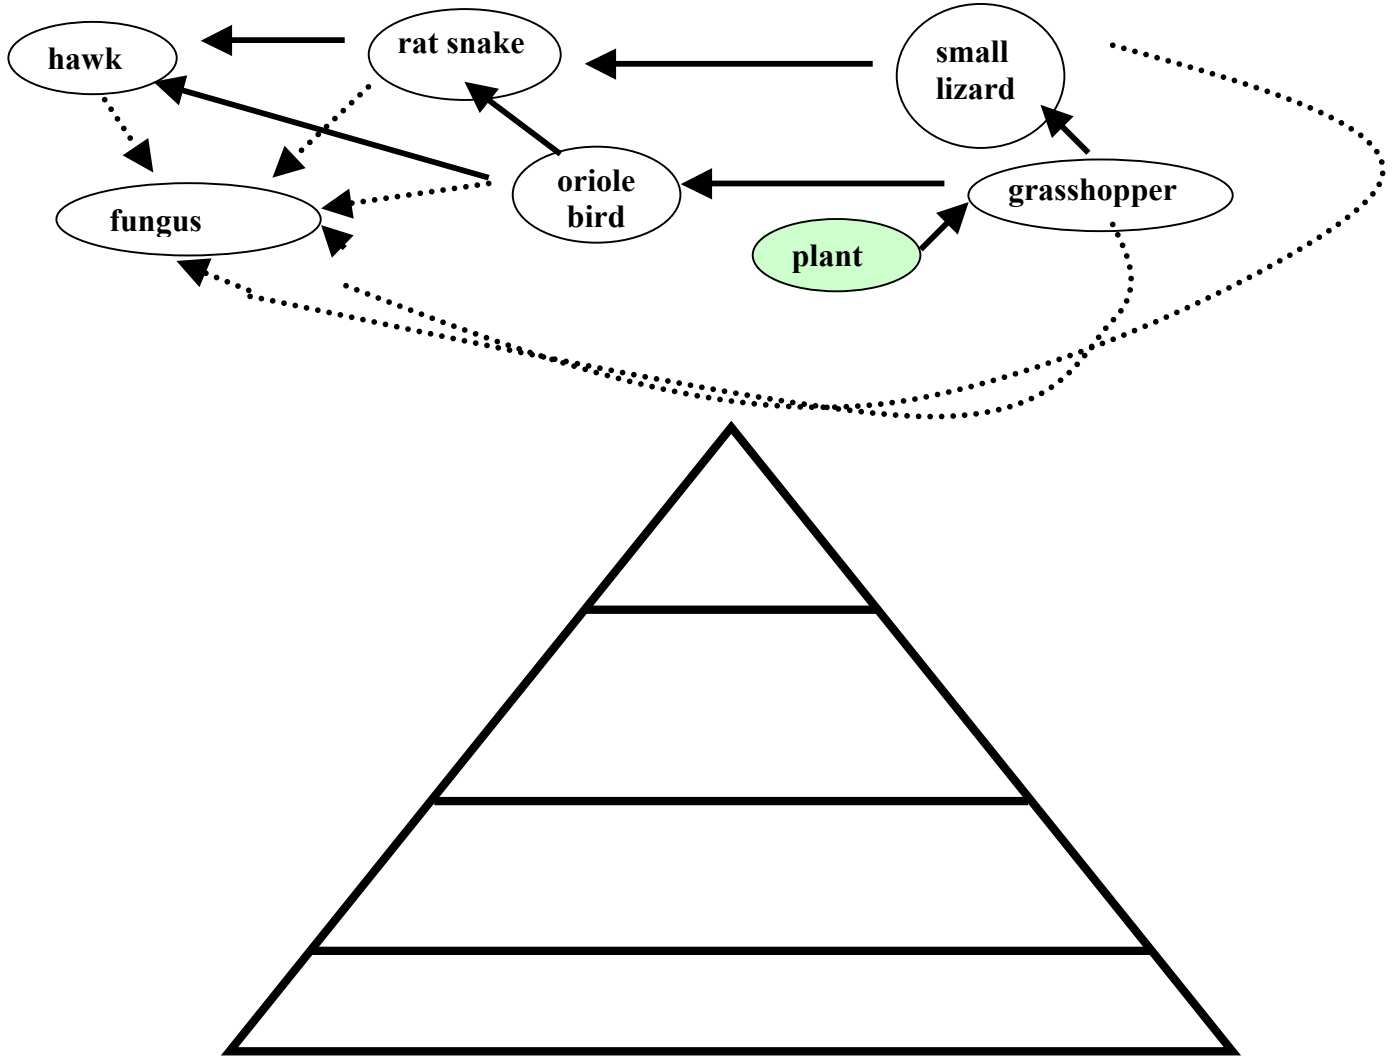 hawk
rat snake
small
lizard
oriole
bird
grasshopper
fungus
plant